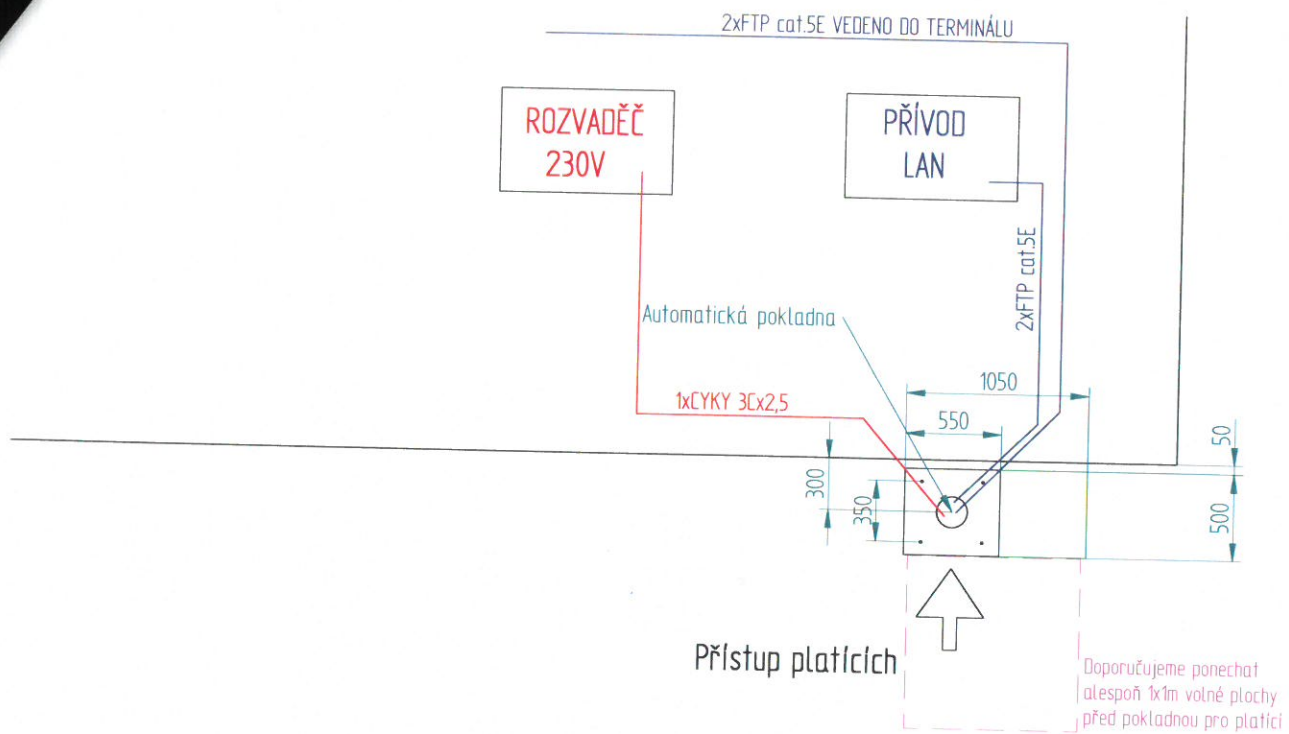 2xFTP cat.5E VEDENO DO TERMINÁLU
ROZVADĚČ
230V
PŘÍVOD
LAN
2xFTP cat.5E
Automatická pokladna
1xCYKY 3Cx2,5
1050
550
50
300
350
500
Přístup platících
Doporučujeme ponechat
alespoň 1x1m volné plochy
před pokladnou pro platící